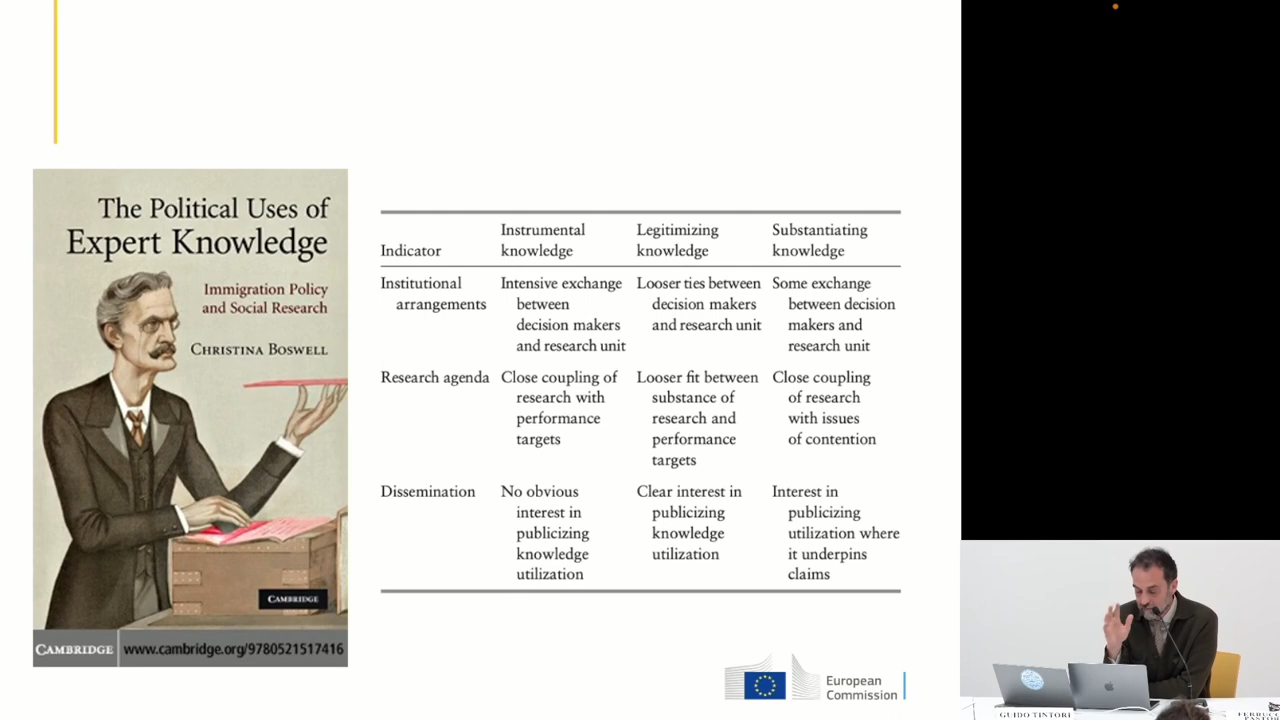 The Political Uses of
Expert Knowledge
Immigration Policy
and Social Research
CHRISTINA BOSWELL
CAMBRIDGE
CAMBRIDGE
www.cambridge.org/9780521517416
Indicator
Instrumental
knowledge
Legitimizing
knowledge
Substantiating
knowledge
Institutional
arrangements
Intensive exchange
between
decision makers
and research unit
Looser ties between
decision makers
and research unit
Some exchange
between decision
makers and
research unit
Research agenda
Close coupling of
research with
performance
targets
Looser fit between
substance of
research and
performance
targets
Close coupling
of research
with issues
of contention
Dissemination
No obvious
interest in
publicizing
knowledge
utilization
Clear interest in
publicizing
knowledge
utilization
Interest in
publicizing
utilization where
it underpins
claims
European
Commission
GUIDO TINTORI